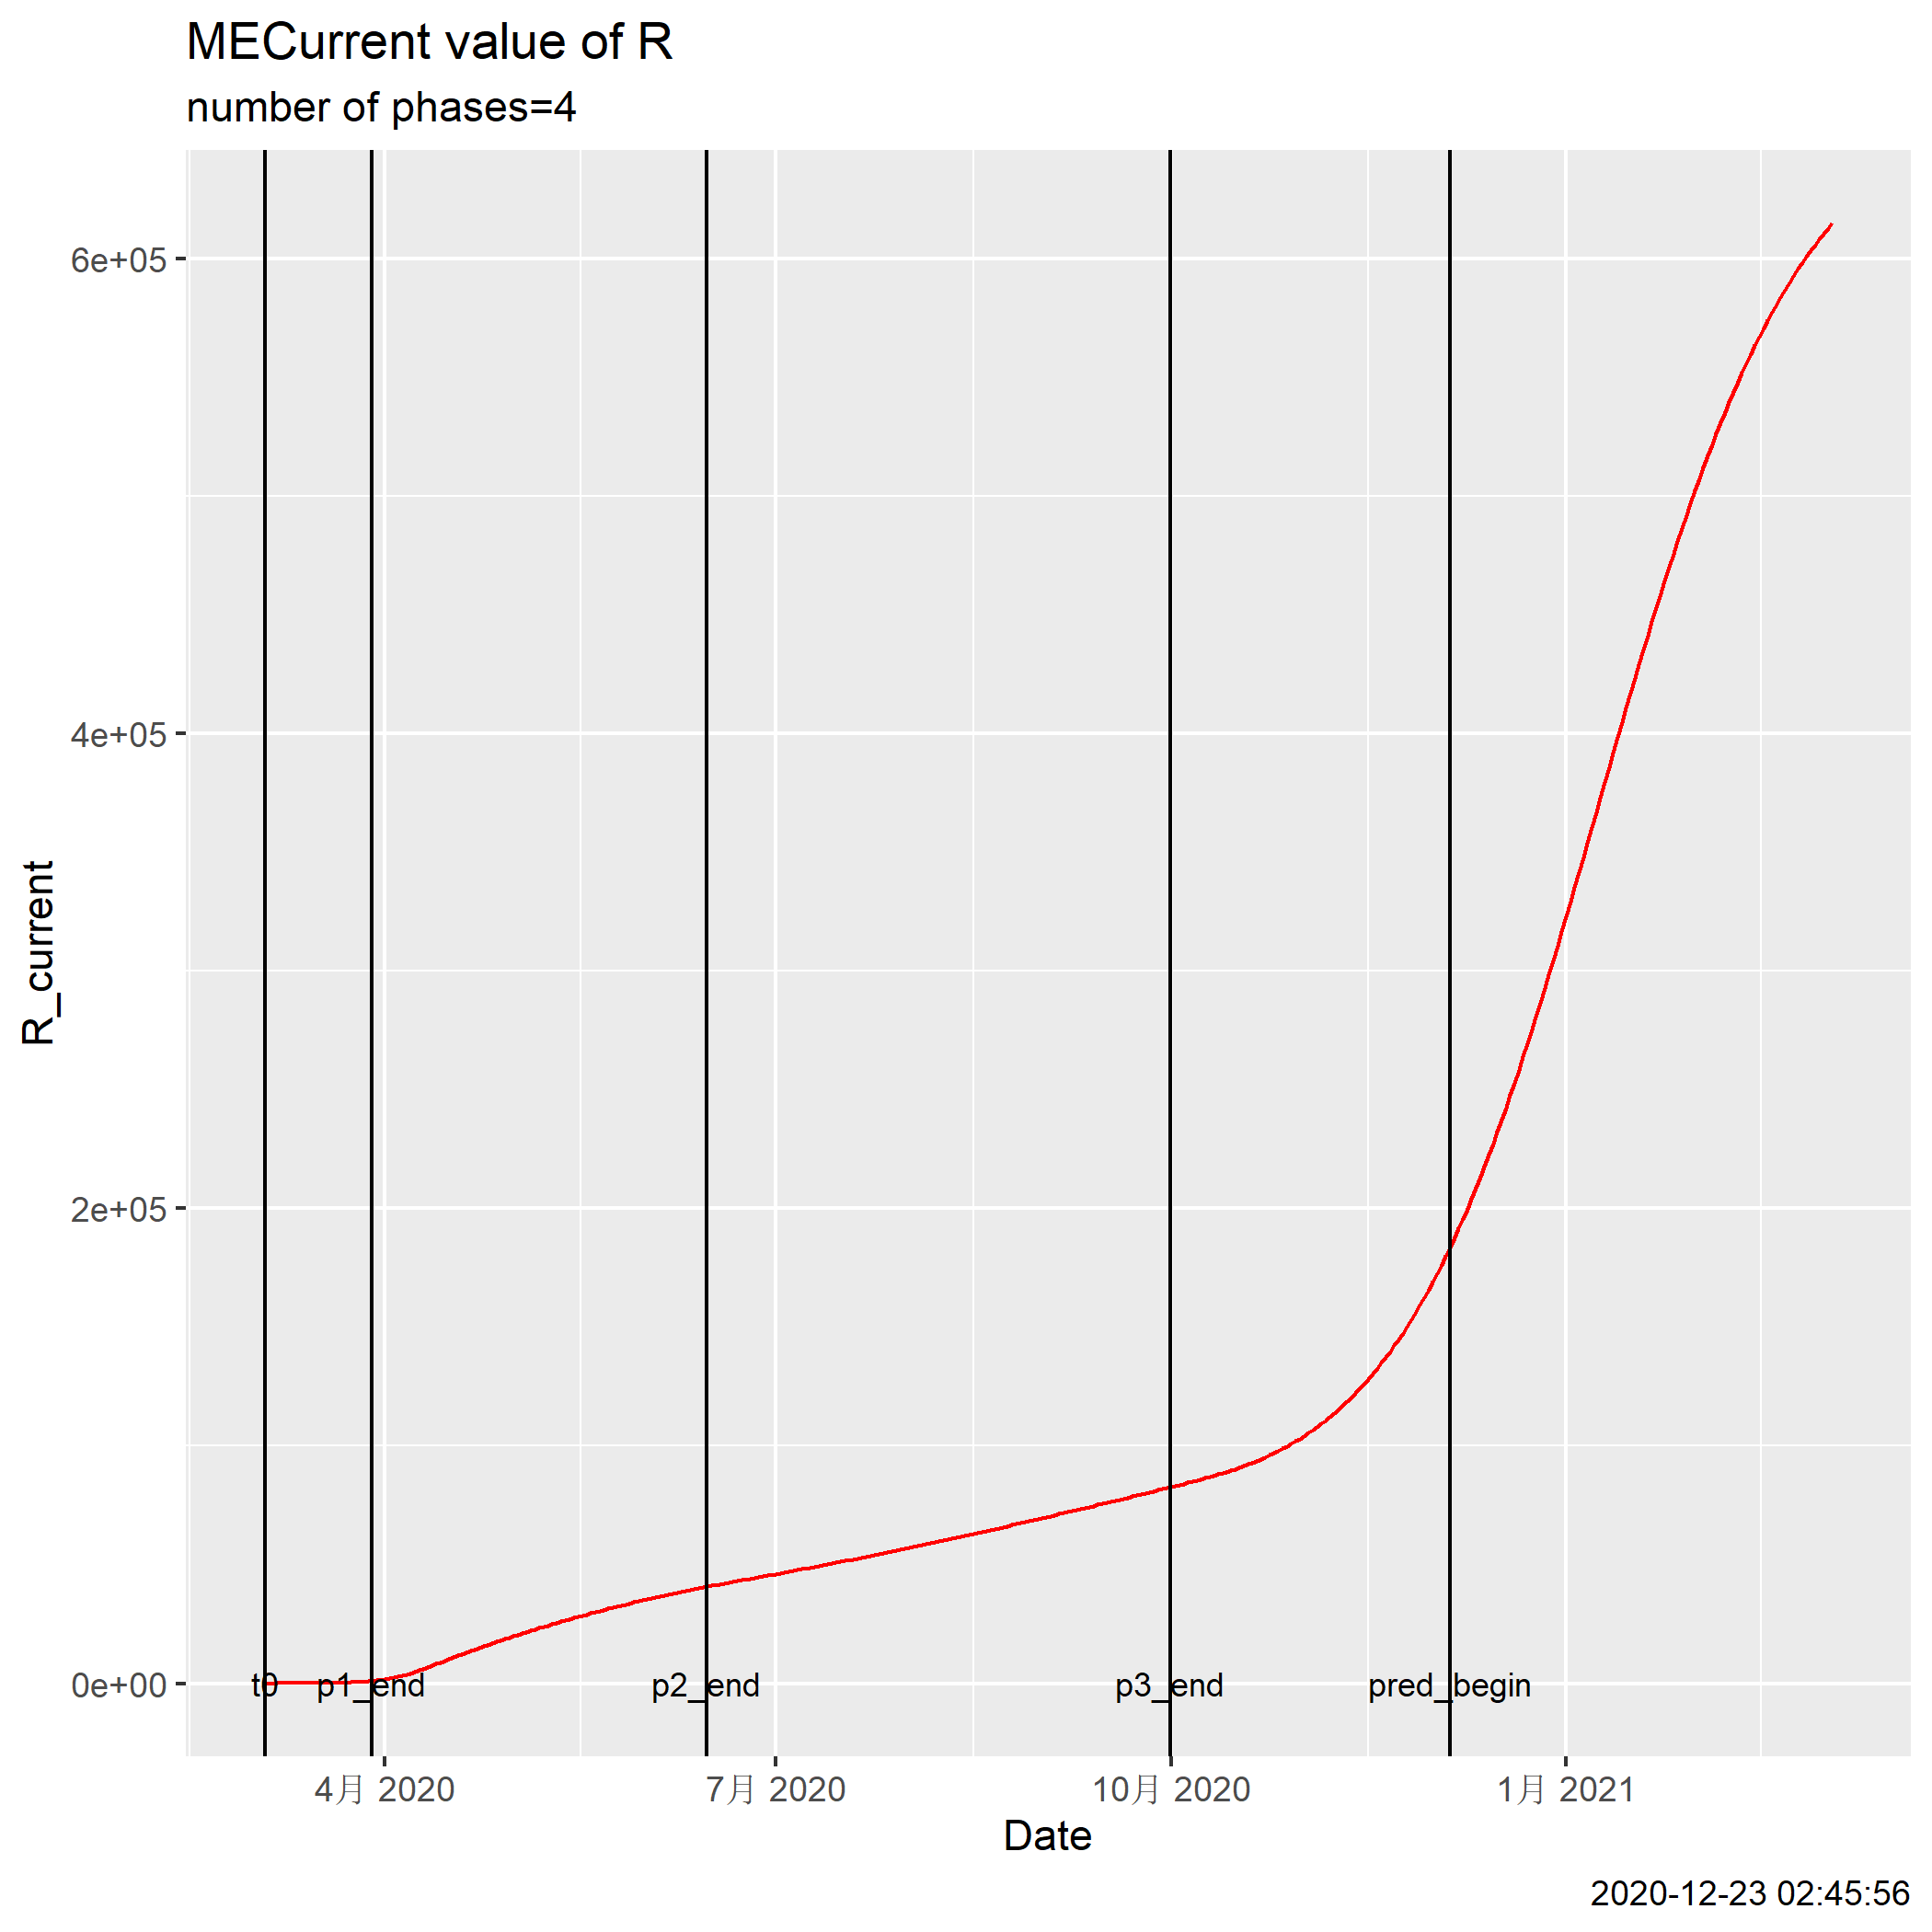 MECurrent value of R
number of phases=4
6e+05
4e+05
2e+05
0e+00
R_current
t0 p1_end p2_end p3_end pred_begin
4月 2020 7月 2020 10月 2020 1月 2021
Date
2020-12-23 02:45:56